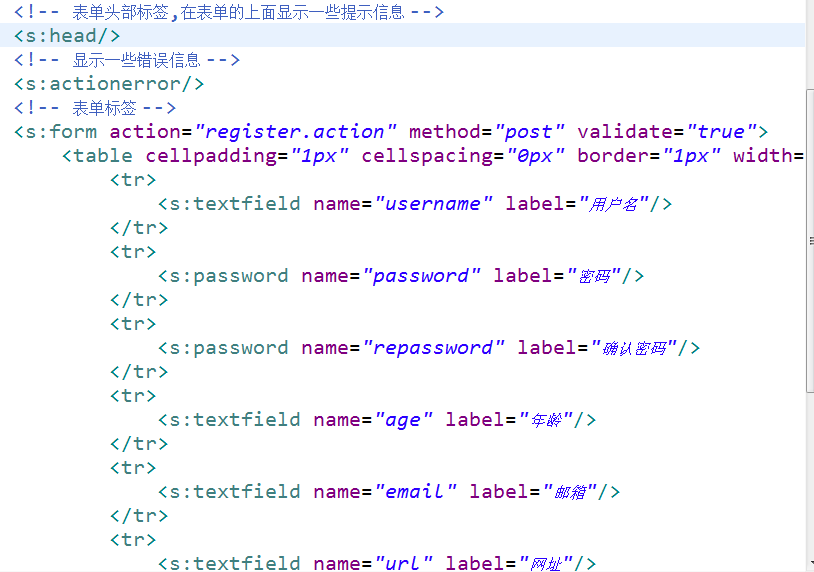 <!-- 表单头部标签,在表单的上面显示一些提示信息 -->
<s:head/>
<!-- 显示一些错误信息 -->
<s:actionerror/>
<!-- 表单标签 -->
<s:form action="register.action" method="post" validate="true">
<table cellpadding="1px" cellspacing="0px" border="1px" width=
<tr>
<s:textfield name="username" label="用户名"/>
</tr>
<tr>
<s:password name="password" label="密码"/>
</tr>
<tr>
<s:password name="repassword" label="确认密码"/>
</tr>
<tr>
<s:textfield name="age" label="年龄"/>
</tr>
<tr>
<s:textfield name="email" label="邮箱"/>
</tr>
<tr>
<s:textfield name="url" label="网址"/>